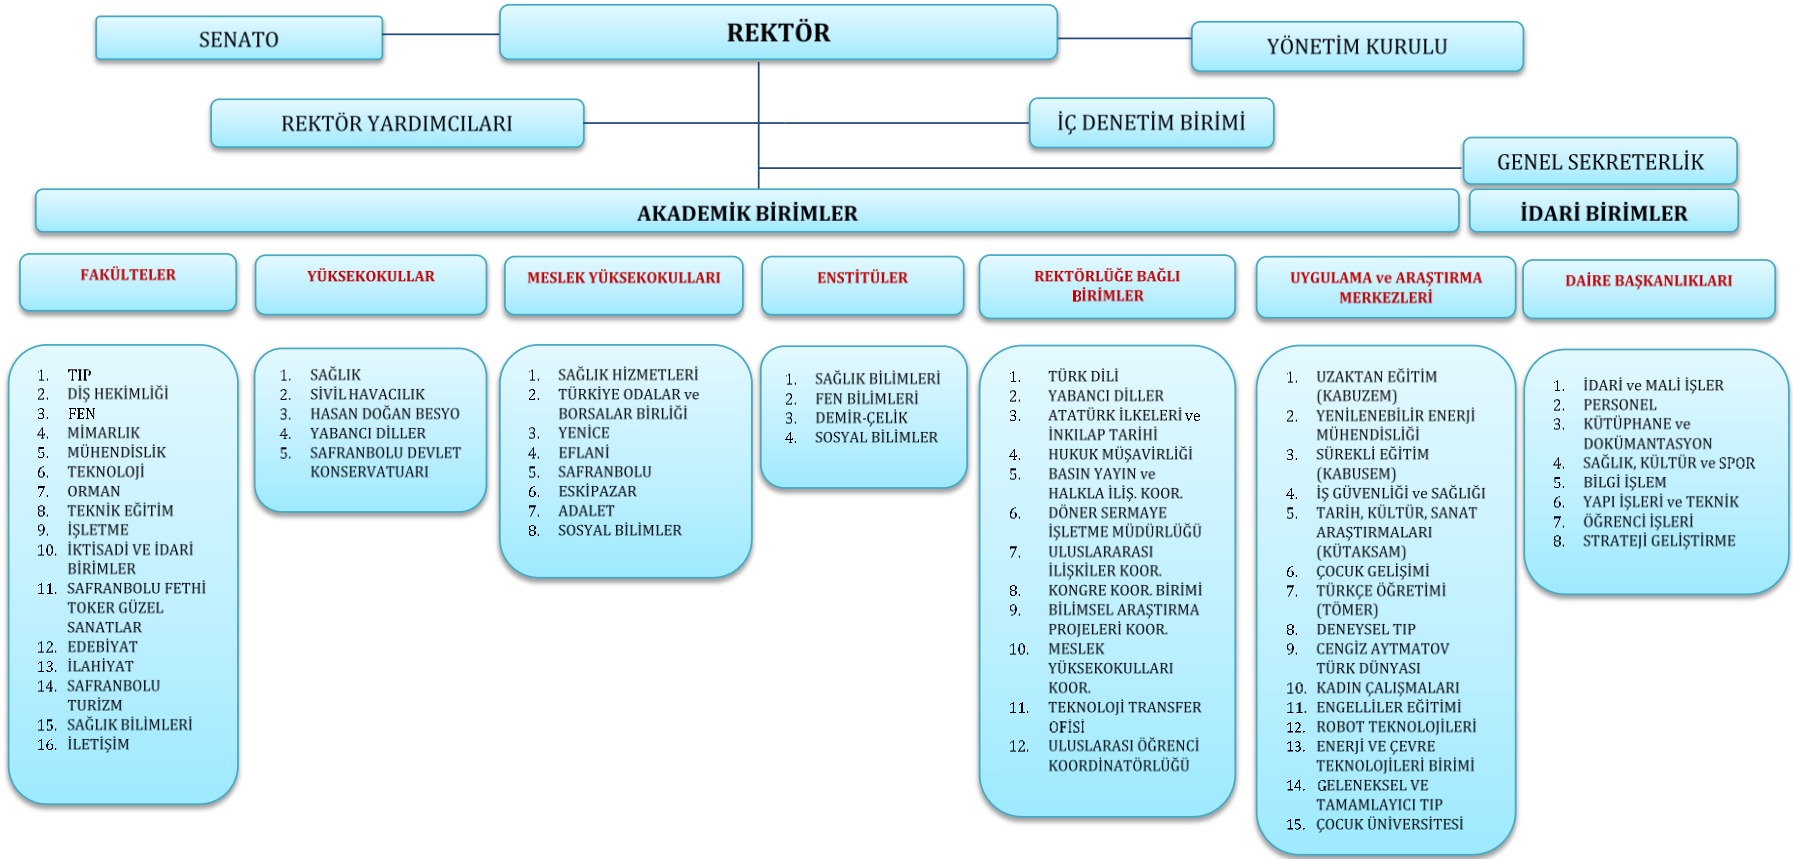 SENATO
REKTÖR
YÖNETİM KURULU
REKTÖR YARDIMCILARI
İÇ DENETİM BİRİMİ
GENEL SEKRETERLİK
AKADEMİK BİRİMLER
İDARİ BİRİMLER
FAKÜLTELER
1. TIP
2. DİŞ HEKİMLİĞİ
3. FEN
4. MİMARLIK
5. MÜHENDİSLİK
6. TEKNOLOJİ
7. ORMAN
8. TEKNİK EĞİTİM
9. İŞLETME
10. İKTİSADİ VE İDARİ
BİRİMLER
11. SAFRANBOLU FETHİ
TOKER GÜZEL
SANATLAR
12. EDEBİYAT
13. İLAHİYAT
14. SAFRANBOLU
TURİZM
15. SAĞLIK BİLİMLERİ
16. İLETİŞİM
YÜKSEKOKULLAR
1. SAĞLIK
2. SİVİL HAVACILIK
3. HASAN DOĞAN BESYO
4. YABANCI DİLLER
5. SAFRANBOLU DEVLET
KONSERVATUARI
MESLEK YÜKSEKOKULLARI
1. SAĞLIK HİZMETLERİ
2. TÜRKİYE ODALAR ve
BORSALAR BİRLİĞİ
3. YENİCE
4. EFLANİ
5. SAFRANBOLU
6. ESKİPAZAR
7. ADALET
8. SOSYAL BİLİMLER
ENSTİTÜLER
1. SAĞLIK BİLİMLERİ
2. FEN BİLİMLERİ
3. DEMİR-ÇELİK
4. SOSYAL BİLİMLER
REKTÖRLÜĞE BAĞLI
BİRİMLER
1. TÜRK DİLİ
2. YABANCI DİLLER
3. ATATÜRK İLKELERİ ve
İNKILAP TARİHİ
4. HUKUK MÜŞAVİRLİĞİ
5. BASIN YAYIN ve
HALKLA İLİŞ. KOOR.
6. DÖNER SERMAYE
İŞLETME MÜDÜRLÜĞÜ
7. ULUSLARARASI
İLİŞKİLER KOOR.
8. KONGRE KOOR. BİRİMİ
9. BİLİMSEL ARAŞTIRMA
PROJELERİ KOOR.
10. MESLEK
YÜKSEKOKULLARI
KOOR.
11. TEKNOLOJİ TRANSFER
OFİSİ
12. ULUSLARASI ÖĞRENCİ
KOORDİNATÖRLÜĞÜ
UYGULAMA ve ARAŞTIRMA
MERKEZLERİ
1. UZAKTAN EĞİTİM
(KABUZEM)
2. YENİLENEBİLİR ENERJİ
MÜHENDİSLİĞİ
3. SÜREKLİ EĞİTİM
(KABUSEM)
4. İŞ GÜVENLİĞİ ve SAĞLIĞI
5. TARİH, KÜLTÜR, SANAT
ARAŞTIRMALARI
(KÜTAKSAM)
6. ÇOCUK GELİŞİMİ
7. TÜRKÇE ÖĞRETİMİ
(TÖMER)
8. DENEYSEL TIP
9. CENGİZ AYTMATOV
TÜRK DÜNYASI
10. KADIN ÇALIŞMALARI
11. ENGELLİLER EĞİTİMİ
12. ROBOT TEKNOLOJİLERİ
13. ENERJİ VE ÇEVRE
TEKNOLOJİLERİ BİRİMİ
14. GELENEKSEL VE
TAMAMLAYICI TIP
15. ÇOCUK ÜNİVERSİTESİ
DAİRE BAŞKANLIKLARI
1. İDARİ ve MALİ İŞLER
2. PERSONEL
3. KÜTÜPHANE ve
DOKÜMANTASYON
4. SAĞLIK, KÜLTÜR ve SPOR
5. BİLGİ İŞLEM
6. YAPI İŞLERİ ve TEKNİK
7. ÖĞRENCİ İŞLERİ
8. STRATEJİ GELİŞTİRME